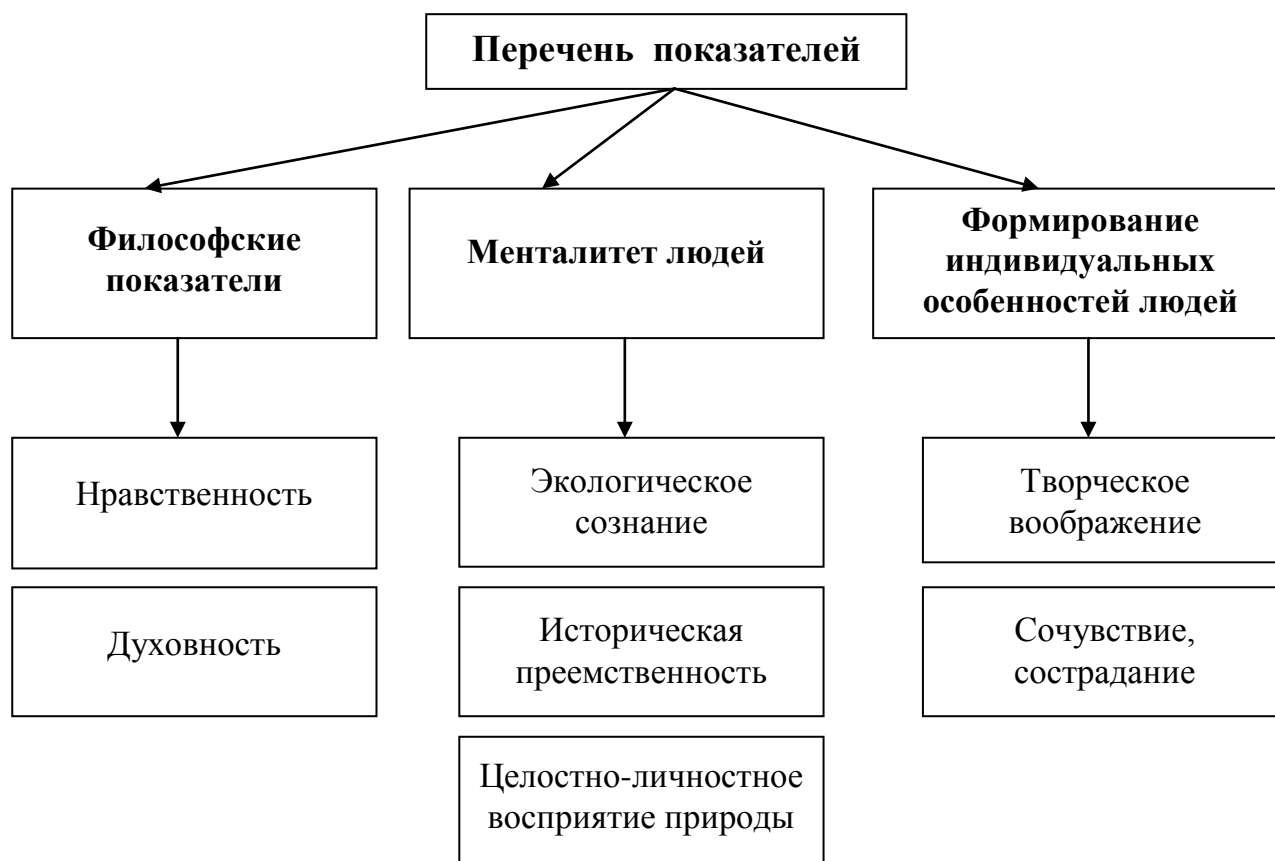 Перечень показателей
Философские
показатели
Менталитет людей
Формирование
индивидуальных
особенностей людей
Нравственность
Экологическое
сознание
Творческое
воображение
Духовность
Историческая
преемственность
Сочувствие,
сострадание
Целостно-личностное
восприятие природы